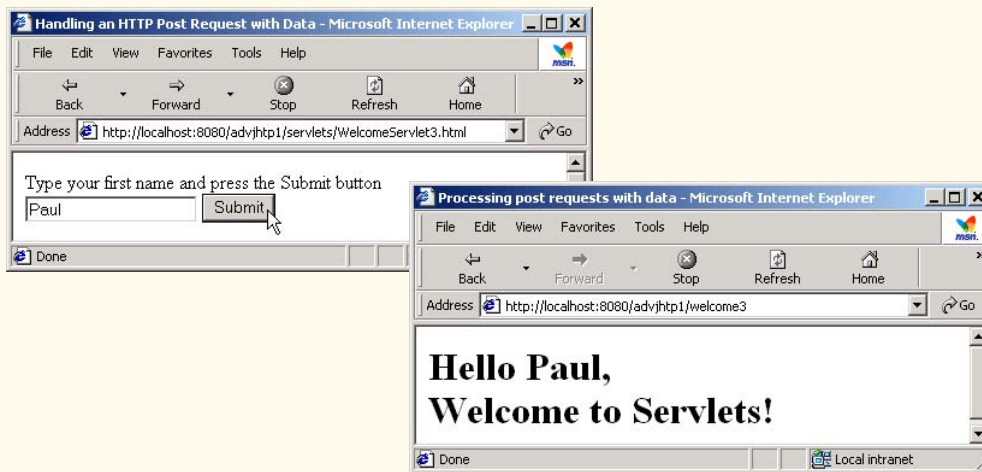 Handling an HTTP Post Request with Data - Microsoft Internet Explorer
File Edit View Favorites Tools Help
msn.
Back Forward Stop Refresh Home »
Address http://localhost:8080/advjhtp1/servlets/WelcomeServlet3.html Go
Type your first name and press the Submit button
Paul Submit
Done
Processing post requests with data - Microsoft Internet Explorer
File Edit View Favorites Tools Help
msn.
Back Forward Stop Refresh Home »
Address http://localhost:8080/advjhtp1/welcome3 Go
Hello Paul,
Welcome to Servlets!
Done Local intranet